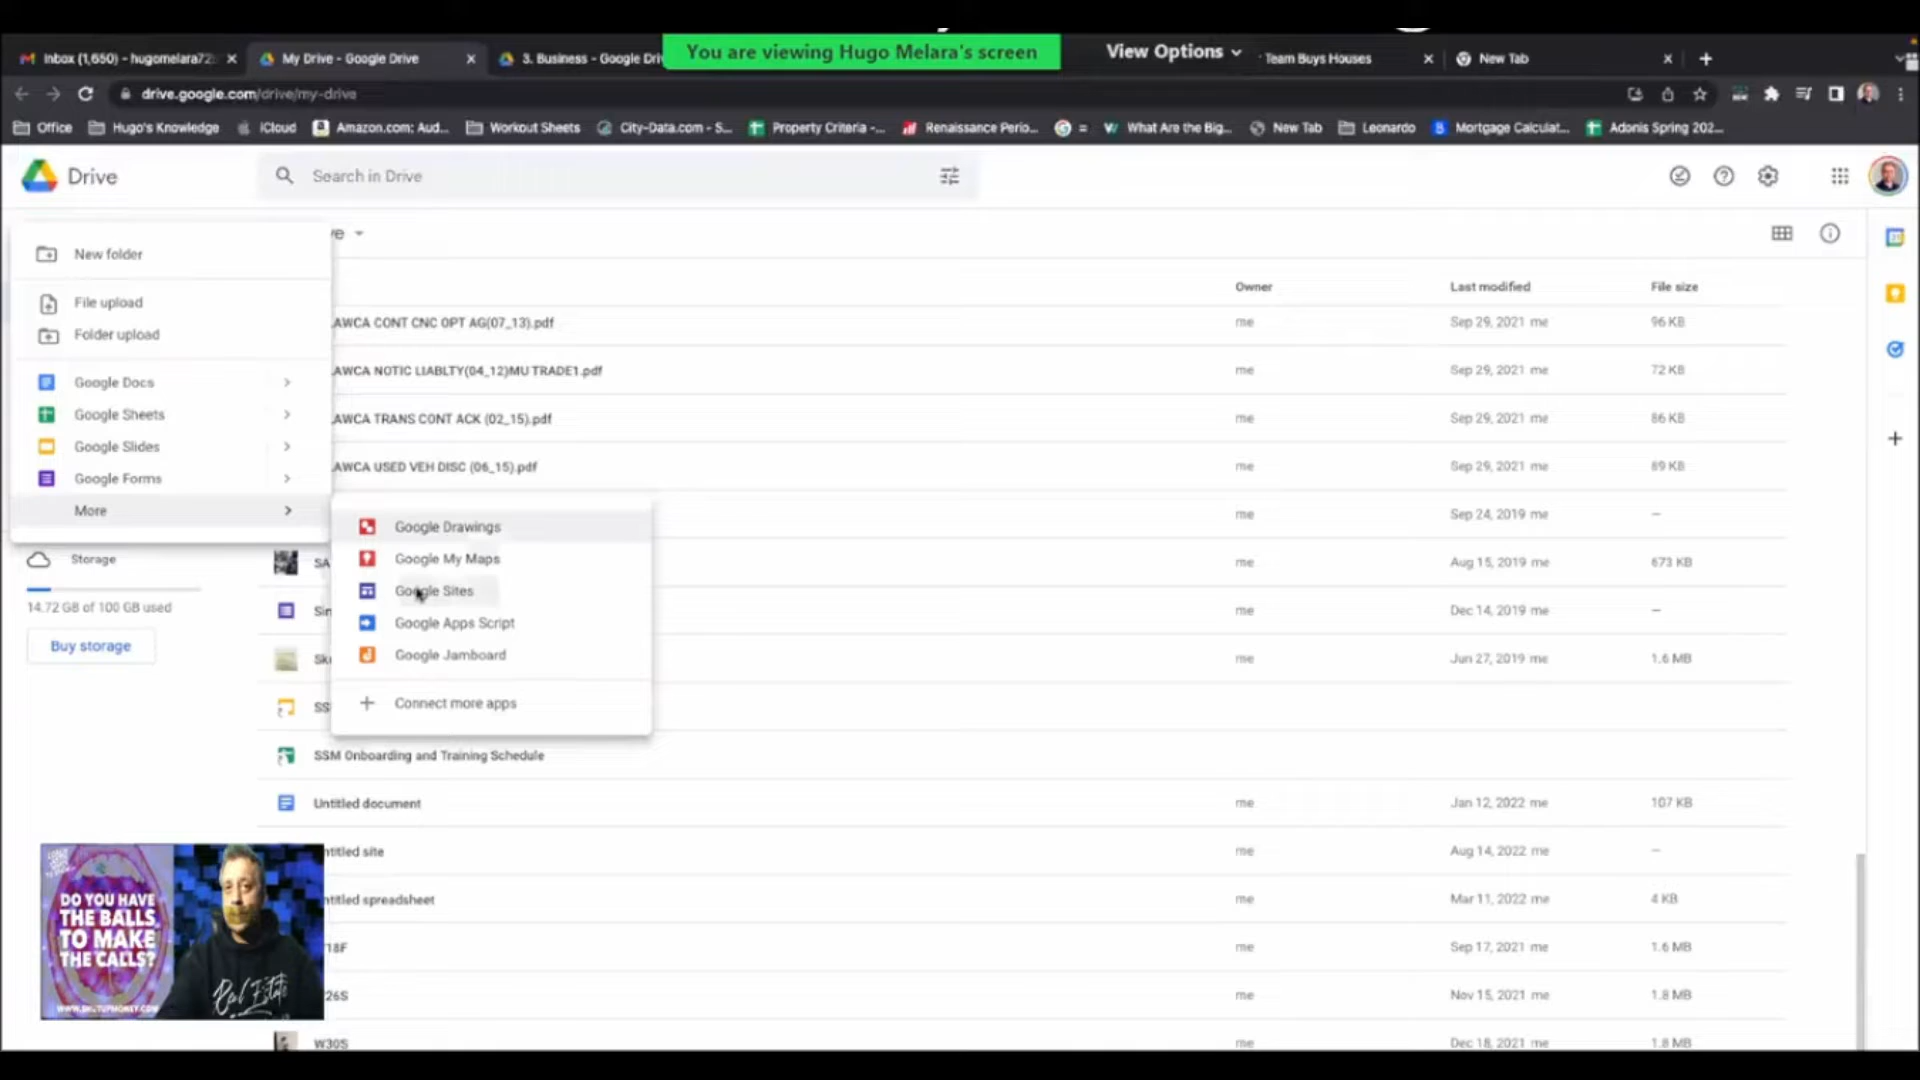 Inbox (1,650) - hugomelara72
My Drive - Google Drive
3. Business - Google Dri
You are viewing Hugo Melara's screen
View Options
Team Buys Houses
New Tab
drive.google.com/drive/my-drive
Office
Hugo's Knowledge
iCloud
Amazon.com: Aud...
Workout Sheets
City-Data.com - S...
Property Criteria -...
Renaissance Perio...
=
What Are the Big...
New Tab
Leonardo
Mortgage Calculat...
Adonis Spring 202...
Drive
Search in Drive
ve
New folder
File upload
Folder upload
Google Docs
Google Sheets
Google Slides
Google Forms
More
Google Drawings
Google My Maps
Google Sites
Google Apps Script
Google Jamboard
Connect more apps
Storage
14.72 GB of 100 GB used
Buy storage
Owner Last modified File size
AWCA CONT CNC OPT AG(07_13).pdf me Sep 29, 2021 me 96 KB
AWCA NOTIC LIABLTY(04_12)MU TRADE1.pdf me Sep 29, 2021 me 72 KB
AWCA TRANS CONT ACK (02_15).pdf me Sep 29, 2021 me 86 KB
AWCA USED VEH DISC (06_15).pdf me Sep 29, 2021 me 89 KB
me Sep 24, 2019 me —
SA me Aug 15, 2019 me 673 KB
Sir me Dec 14, 2019 me —
Sk me Jun 27, 2019 me 1.6 MB
SS
SSM Onboarding and Training Schedule
Untitled document me Jan 12, 2022 me 107 KB
ntitled site me Aug 14, 2022 me —
ntitled spreadsheet me Mar 11, 2022 me 4 KB
18F me Sep 17, 2021 me 1.6 MB
26S me Nov 15, 2021 me 1.8 MB
W30S me Dec 18, 2021 me 1.8 MB
DO YOU HAVE
THE BALLS
TO MAKE
THE CALLS?
WWW.SHUTUPMONEY.COM
Real Estate